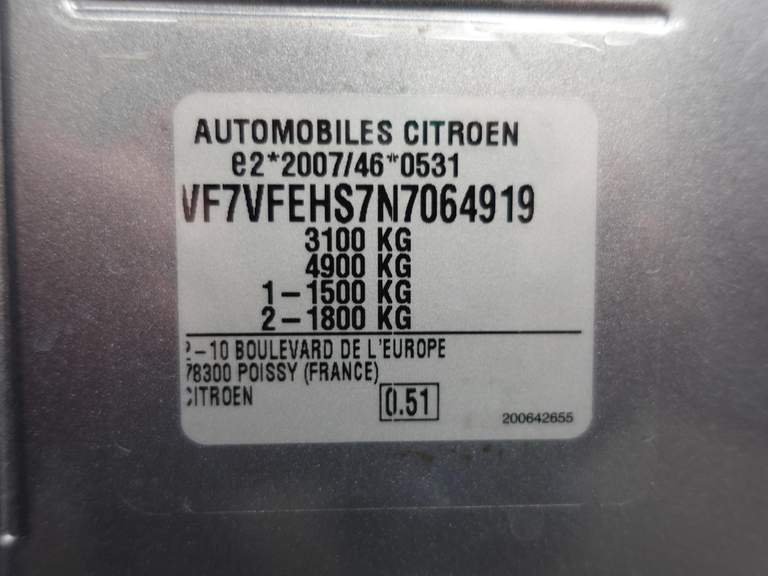 AUTOMOBILES CITROEN
e2*2007/46*0531
VF7VFEHS7N7064919
3100 KG
4900 KG
1-1500 KG
2-1800 KG
2-10 BOULEVARD DE L'EUROPE
78300 POISSY (FRANCE)
CITROEN
0.51
200642655